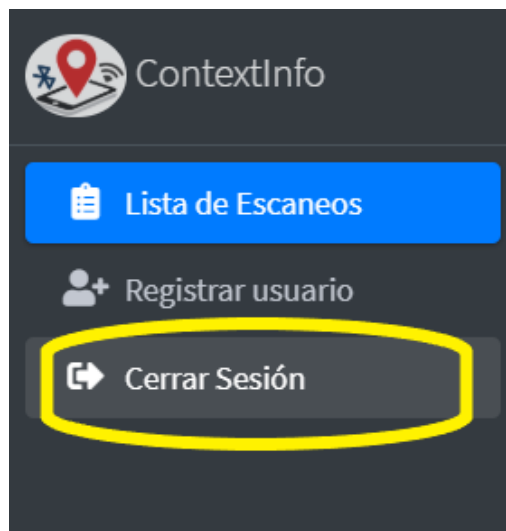 ContextInfo
Lista de Escaneos
Registrar usuario
Cerrar Sesión